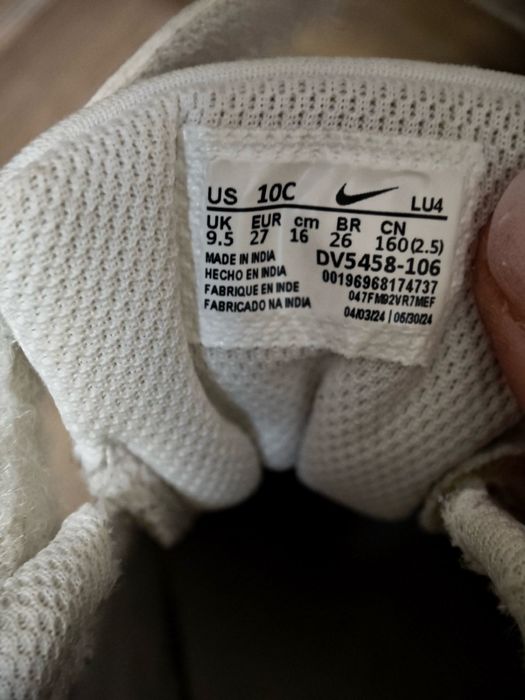 US 10C LU4
UK EUR cm BR CN
9.5 27 16 26 160(2.5)
MADE IN INDIA DV5458-106
HECHO EN INDIA 00196968174737
FABRIQUE EN INDE 047FMB2VR7MEF
FABRICADO NA INDIA 04/03/24 | 05/30/24